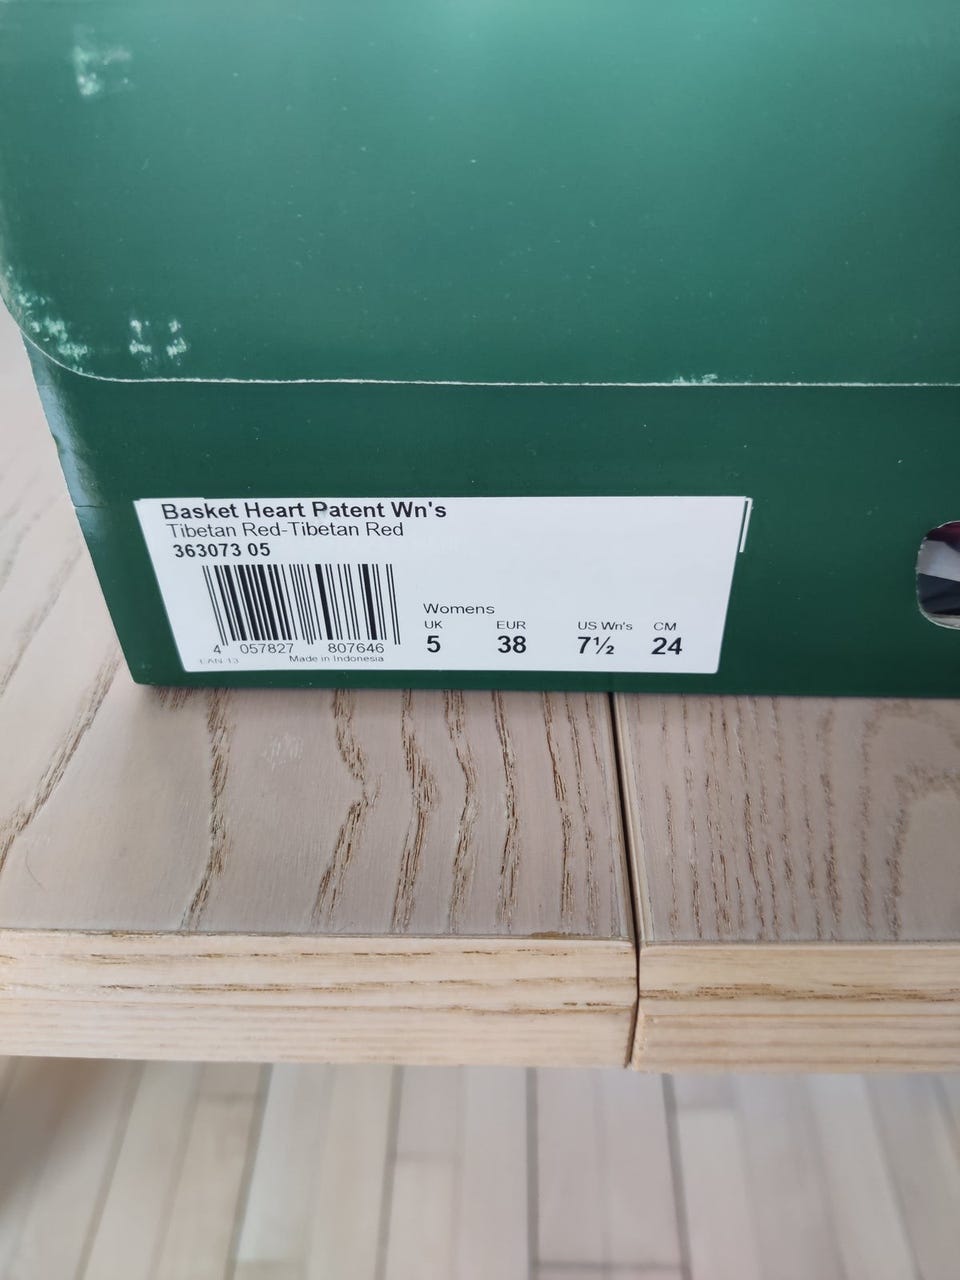 Basket Heart Patent Wn's
Tibetan Red-Tibetan Red
363073 05
Womens
UK EUR US Wn's CM
5 38 7½ 24
4 057827 807646
EAN 13 Made in Indonesia